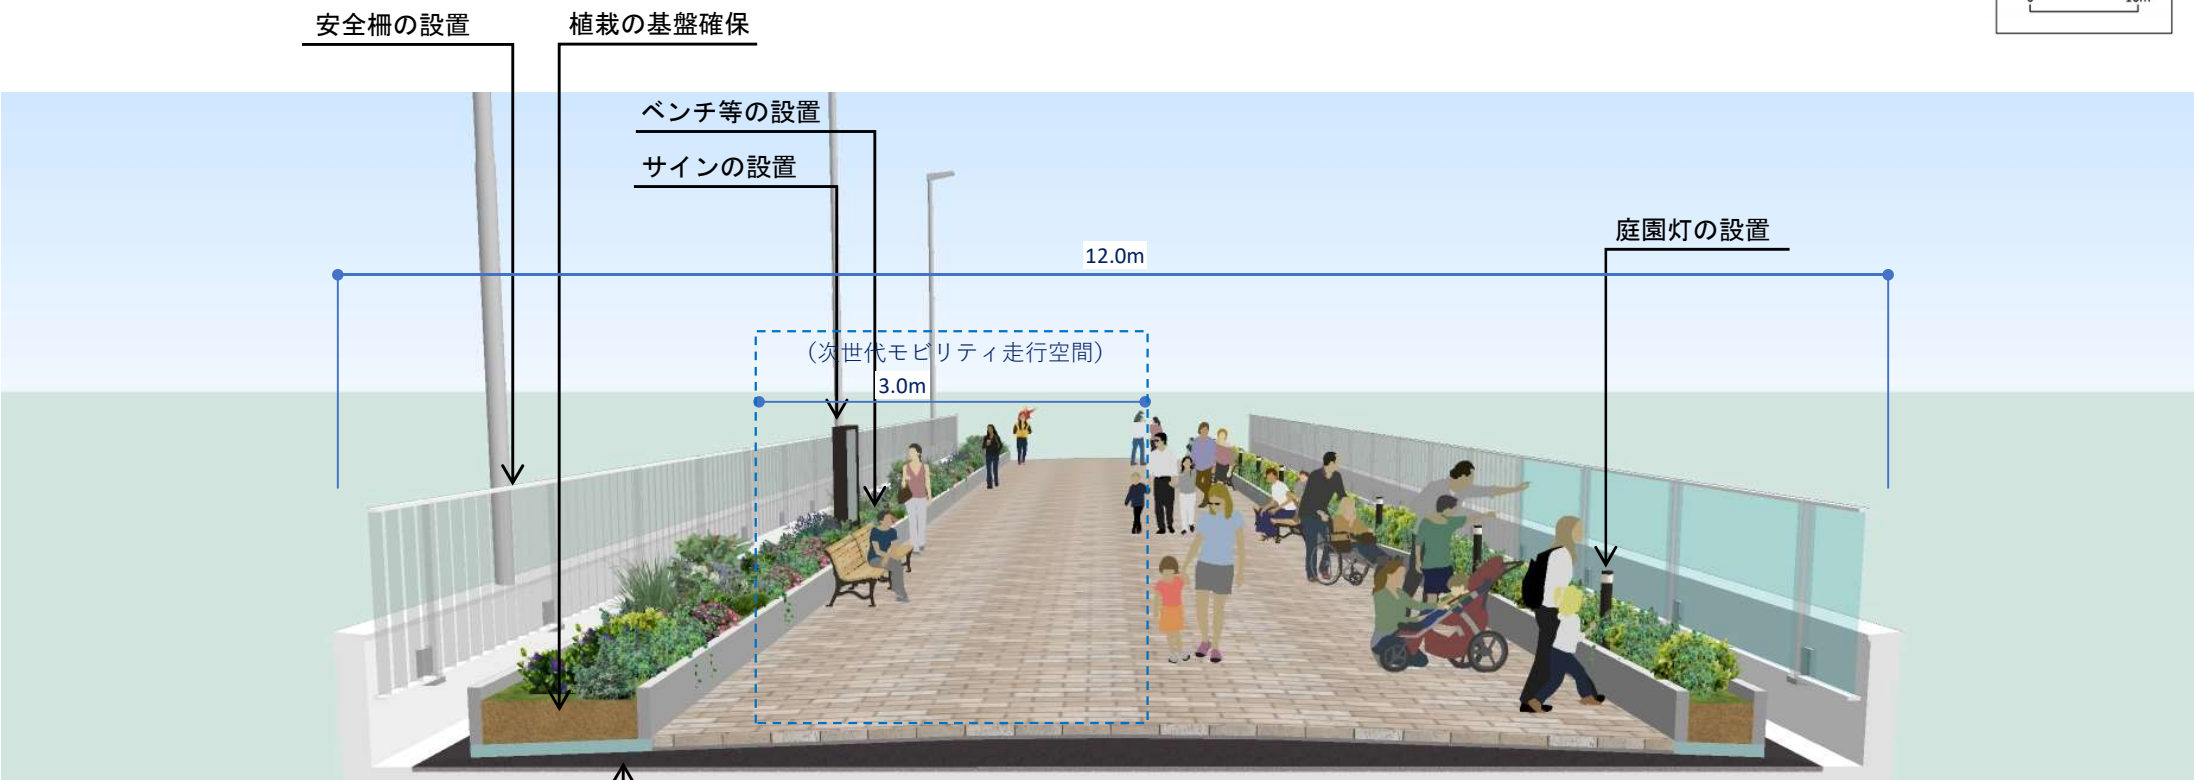 安全柵の設置
植栽の基盤確保
ベンチ等の設置
サインの設置
庭園灯の設置
12.0m
(次世代モビリティ走行空間)
3.0m